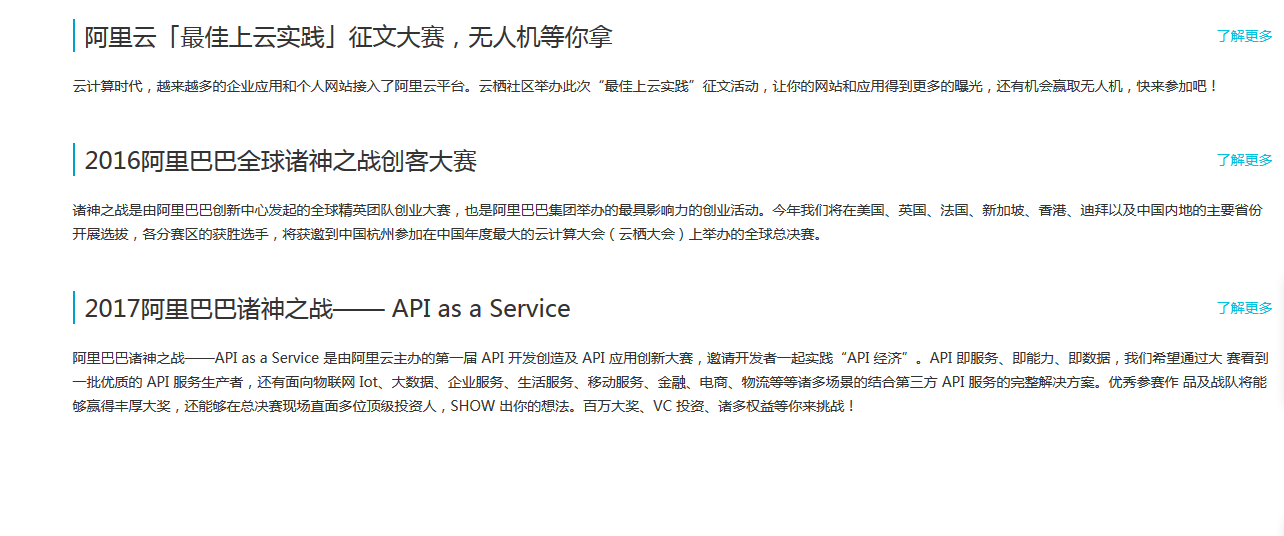 阿里云「最佳上云实践」征文大赛，无人机等你拿
了解更多
云计算时代，越来越多的企业应用和个人网站接入了阿里云平台。云栖社区举办此次“最佳上云实践”征文活动，让你的网站和应用得到更多的曝光，还有机会赢取无人机，快来参加吧！
2016阿里巴巴全球诸神之战创客大赛
了解更多
诸神之战是由阿里巴巴创新中心发起的全球精英团队创业大赛，也是阿里巴巴集团举办的最具影响力的创业活动。今年我们将在美国、英国、法国、新加坡、香港、迪拜以及中国内地的主要省份
开展选拔，各分赛区的获胜选手，将获邀到中国杭州参加在中国年度最大的云计算大会（云栖大会）上举办的全球总决赛。
2017阿里巴巴诸神之战—— API as a Service
了解更多
阿里巴巴诸神之战——API as a Service 是由阿里云主办的第一届 API 开发创造及 API 应用创新大赛，邀请开发者一起实践“API 经济”。API 即服务、即能力、即数据，我们希望通过大 赛看到
一批优质的 API 服务生产者，还有面向物联网 Iot、大数据、企业服务、生活服务、移动服务、金融、电商、物流等等诸多场景的结合第三方 API 服务的完整解决方案。优秀参赛作 品及战队将能
够赢得丰厚大奖，还能够在总决赛现场直面多位顶级投资人，SHOW 出你的想法。百万大奖、VC 投资、诸多权益等你来挑战！